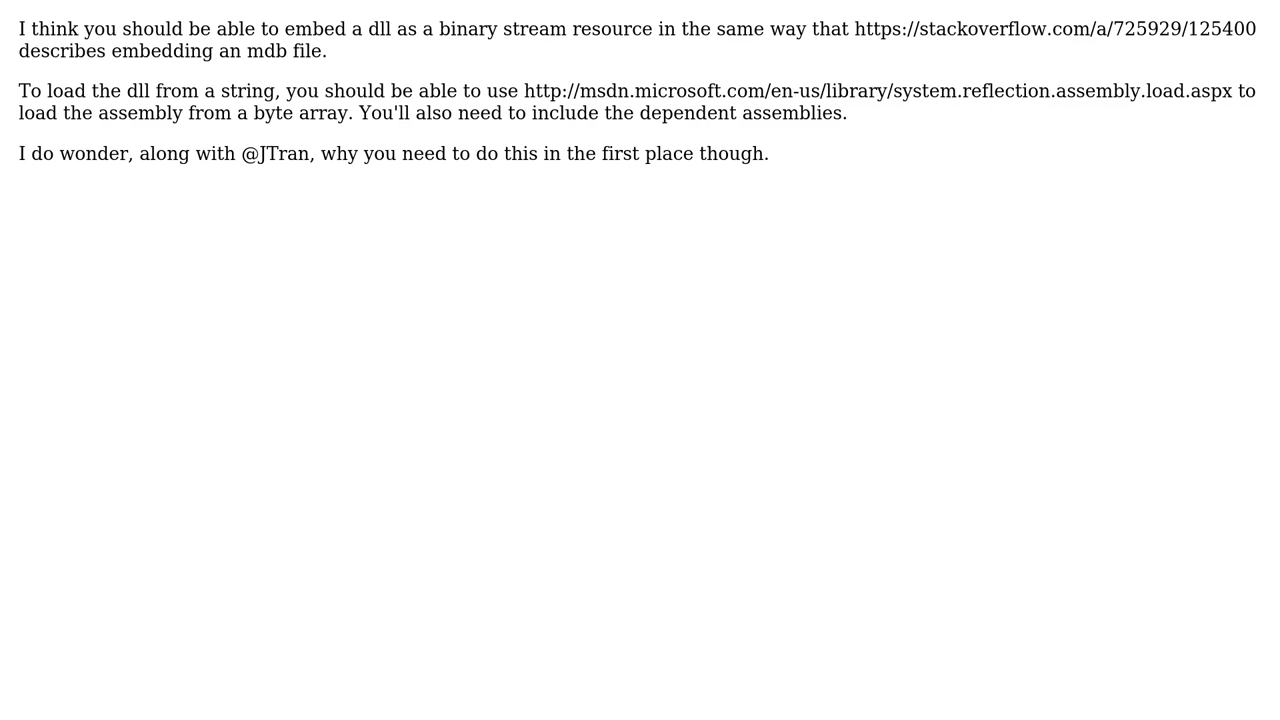 I think you should be able to embed a dll as a binary stream resource in the same way that https://stackoverflow.com/a/725929/125400
describes embedding an mdb file.
To load the dll from a string, you should be able to use http://msdn.microsoft.com/en-us/library/system.reflection.assembly.load.aspx to
load the assembly from a byte array. You'll also need to include the dependent assemblies.
I do wonder, along with @JTran, why you need to do this in the first place though.